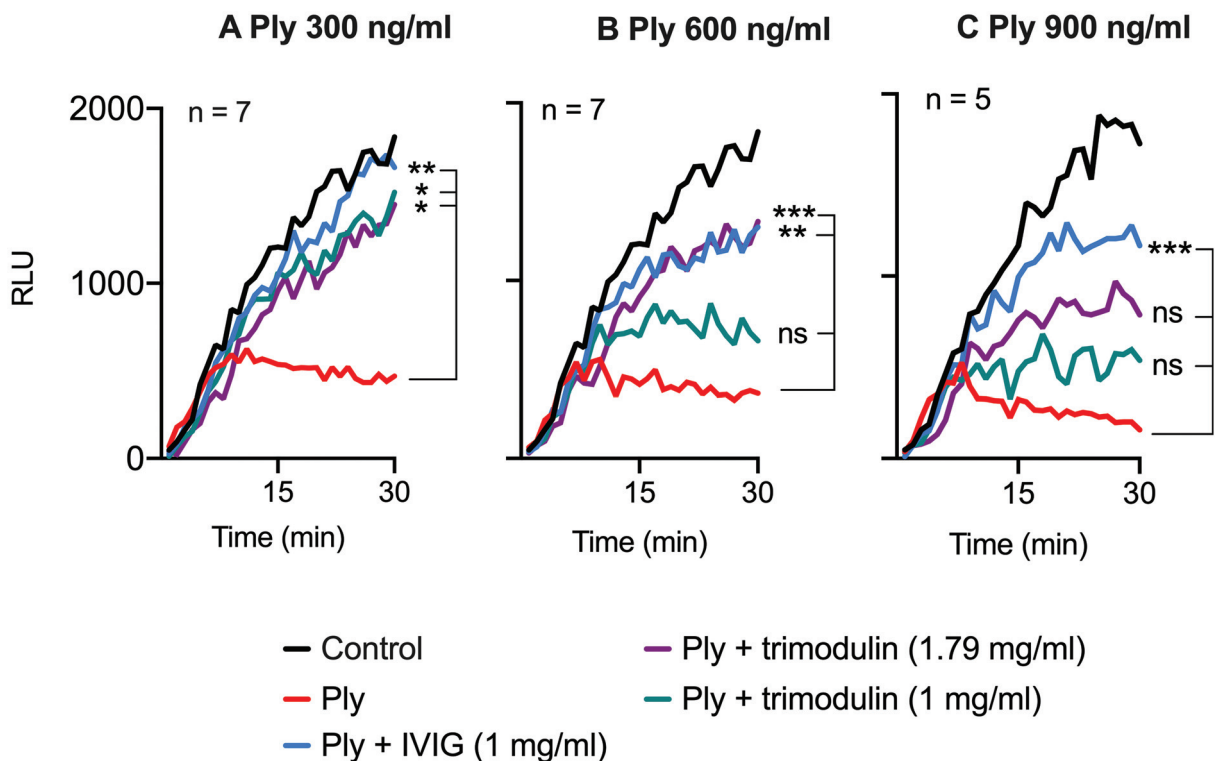 A Ply 300 ng/ml
B Ply 600 ng/ml
C Ply 900 ng/ml
n = 7
n = 7
n = 5
2000
1000
0
RLU
**
*
*
***
**
ns
***
ns
ns
15
30
15
30
15
30
Time (min)
Time (min)
Time (min)
Control
Ply
Ply + IVIG (1 mg/ml)
Ply + trimodulin (1.79 mg/ml)
Ply + trimodulin (1 mg/ml)